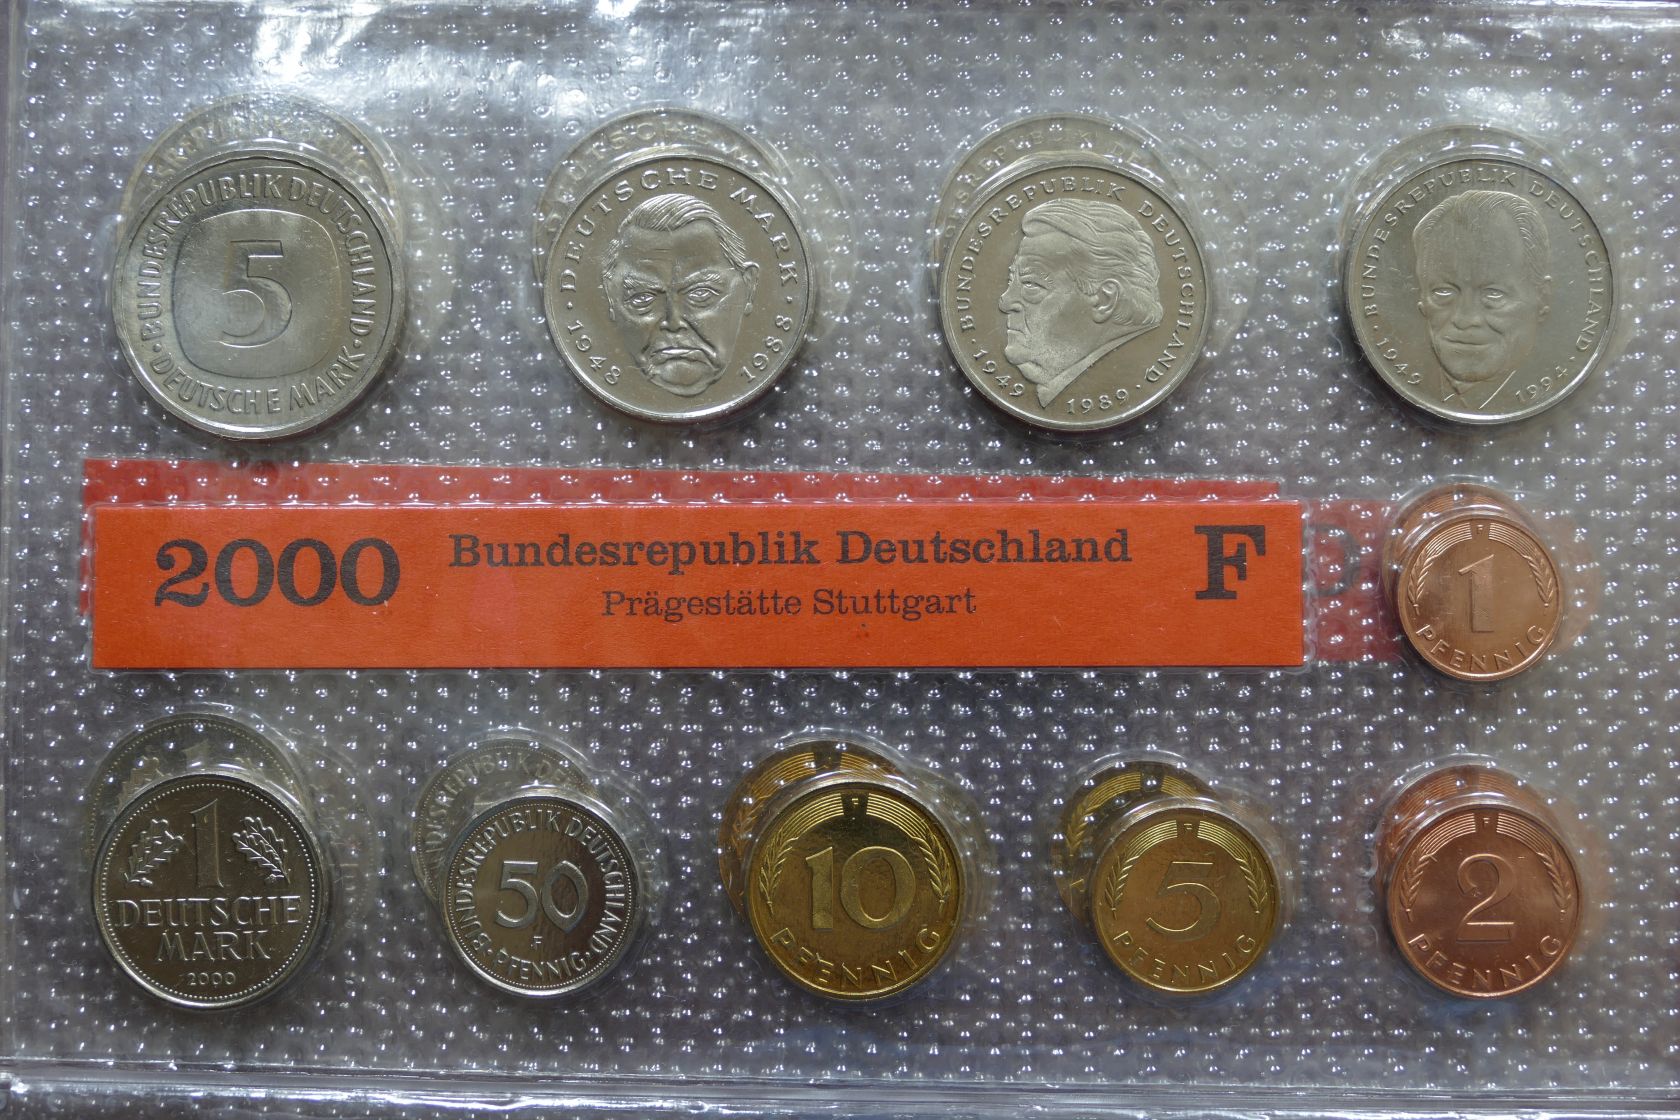 BUNDESREPUBLIK DEUTSCHLAND
5
· DEUTSCHE MARK ·
· DEUTSCHE MARK ·
1948 1988
· BUNDESREPUBLIK DEUTSCHLAND
· 1949 1989 ·
· BUNDESREPUBLIK DEUTSCHLAND ·
1949 1994
2000 Bundesrepublik Deutschland F
Prägestätte Stuttgart
F
1
PFENNIG
1
DEUTSCHE
MARK
· 2000 ·
BUNDESREPUBLIK DEUTSCHLAND
50
F
· PFENNIG ·
F
10
PFENNIG
F
5
PFENNIG
F
2
PFENNIG